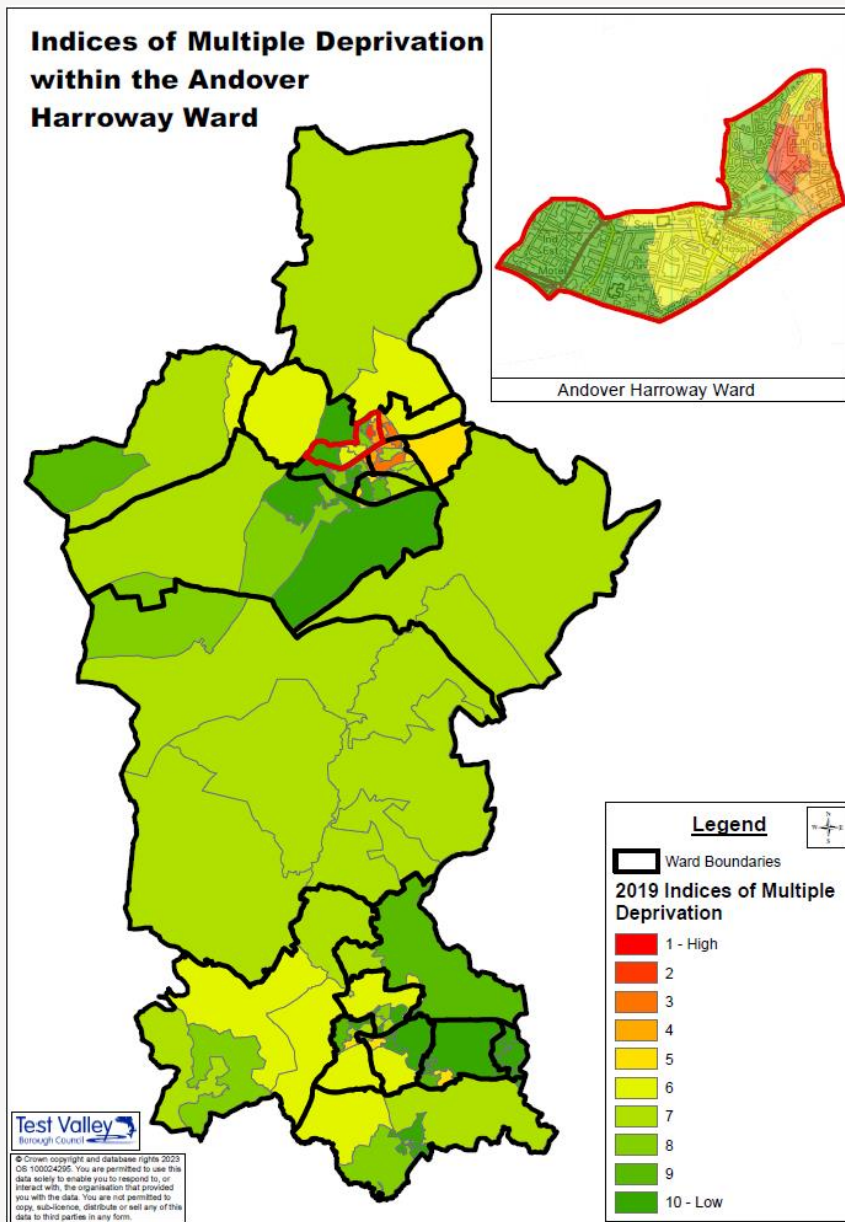 Indices of Multiple Deprivation
within the Andover
Harroway Ward
Sch
Ind
Est
Motel
Andover Harroway Ward
Legend
N
W
E
S
Ward Boundaries
2019 Indices of Multiple
Deprivation
1 - High
2
3
4
5
6
7
8
9
10 - Low
Test Valley
Borough Council
© Crown copyright and database rights 2023
OS 100024295. You are permitted to use this
data solely to enable you to respond to, or
interact with, the organisation that provided
you with the data. You are not permitted to
copy, sub-licence, distribute or sell any of this
data to third parties in any form.